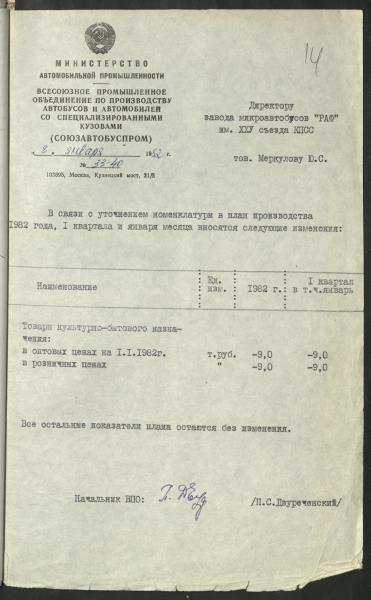 14
МИНИСТЕРСТВО
АВТОМОБИЛЬНОЙ ПРОМЫШЛЕННОСТИ
ВСЕСОЮЗНОЕ ПРОМЫШЛЕННОЕ
ОБЪЕДИНЕНИЕ ПО ПРОИЗВОДСТВУ
АВТОБУСОВ И АВТОМОБИЛЕЙ
СО СПЕЦИАЛИЗИРОВАННЫМИ
КУЗОВАМИ
(СОЮЗАВТОБУСПРОМ)
„ 8 „ января 1982 г.
№ 33-40
103895, Москва, Кузнецкий мост, 21/5
Директору
завода микроавтобусов "РАФ"
им. ХХУ съезда КПСС
тов. Меркулову Ю.С.
В связи с уточнением номенклатуры в план производства
1982 года, I квартала и января месяца вносятся следующие изменения:
Наименование : Ед. изм. : 1982 г. : I квартал в т.ч.январь
Товары культурно-бытового назна-
чения:
в оптовых ценах на I.I.1982г. т.руб. -9,0 -9,0
в розничных ценах " -9,0 -9,0
Все остальные показатели плана остаются без изменения.
Начальник ВПО: /П.С.Двуреченский/